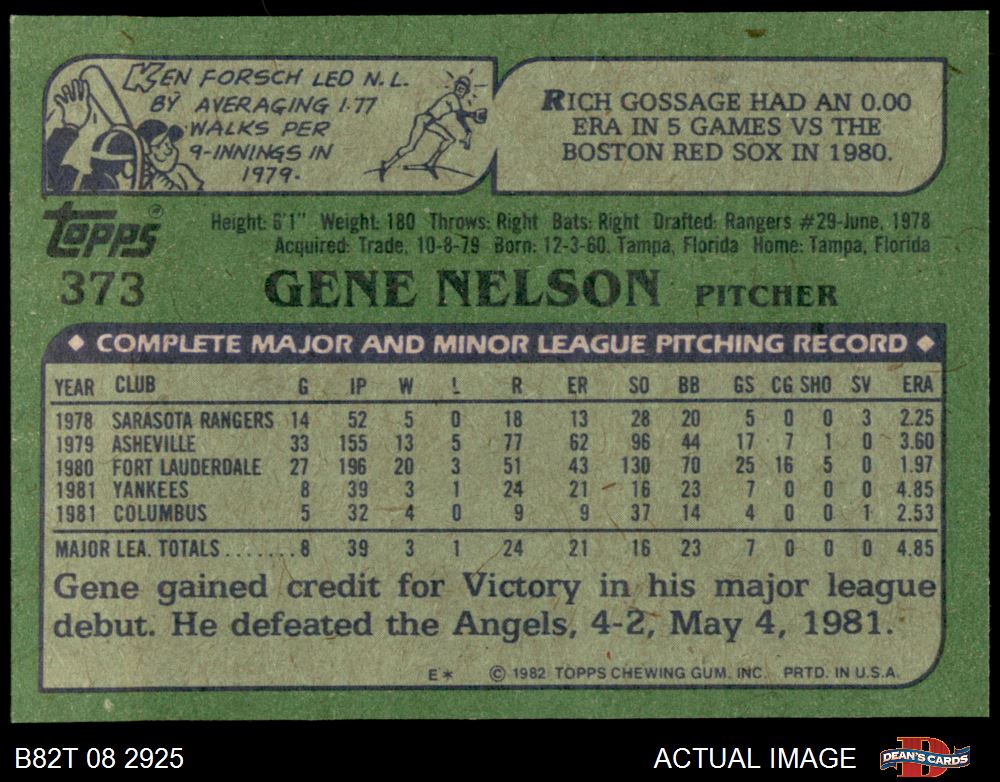 KEN FORSCH LED N.L.
BY AVERAGING 1.77
WALKS PER
9-INNINGS IN
1979.
RICH GOSSAGE HAD AN 0.00
ERA IN 5 GAMES VS THE
BOSTON RED SOX IN 1980.
Topps®
373
Height: 6'1" Weight: 180 Throws: Right Bats: Right Drafted: Rangers #29-June, 1978
Acquired: Trade, 10-8-79 Born: 12-3-60, Tampa, Florida Home: Tampa, Florida
GENE NELSON PITCHER
◆ COMPLETE MAJOR AND MINOR LEAGUE PITCHING RECORD ◆
YEAR CLUB G IP W L R ER SO BB GS CG SHO SV ERA
1978 SARASOTA RANGERS 14 52 5 0 18 13 28 20 5 0 0 3 2.25
1979 ASHEVILLE 33 155 13 5 77 62 96 44 17 7 1 0 3.60
1980 FORT LAUDERDALE 27 196 20 3 51 43 130 70 25 16 5 0 1.97
1981 YANKEES 8 39 3 1 24 21 16 23 7 0 0 0 4.85
1981 COLUMBUS 5 32 4 0 9 9 37 14 4 0 0 1 2.53
MAJOR LEA. TOTALS.......8 39 3 1 24 21 16 23 7 0 0 0 4.85
Gene gained credit for Victory in his major league
debut. He defeated the Angels, 4-2, May 4, 1981.
E* © 1982 TOPPS CHEWING GUM, INC. PRTD. IN U.S.A.
B82T 08 2925
ACTUAL IMAGE
DEAN'S CARDS